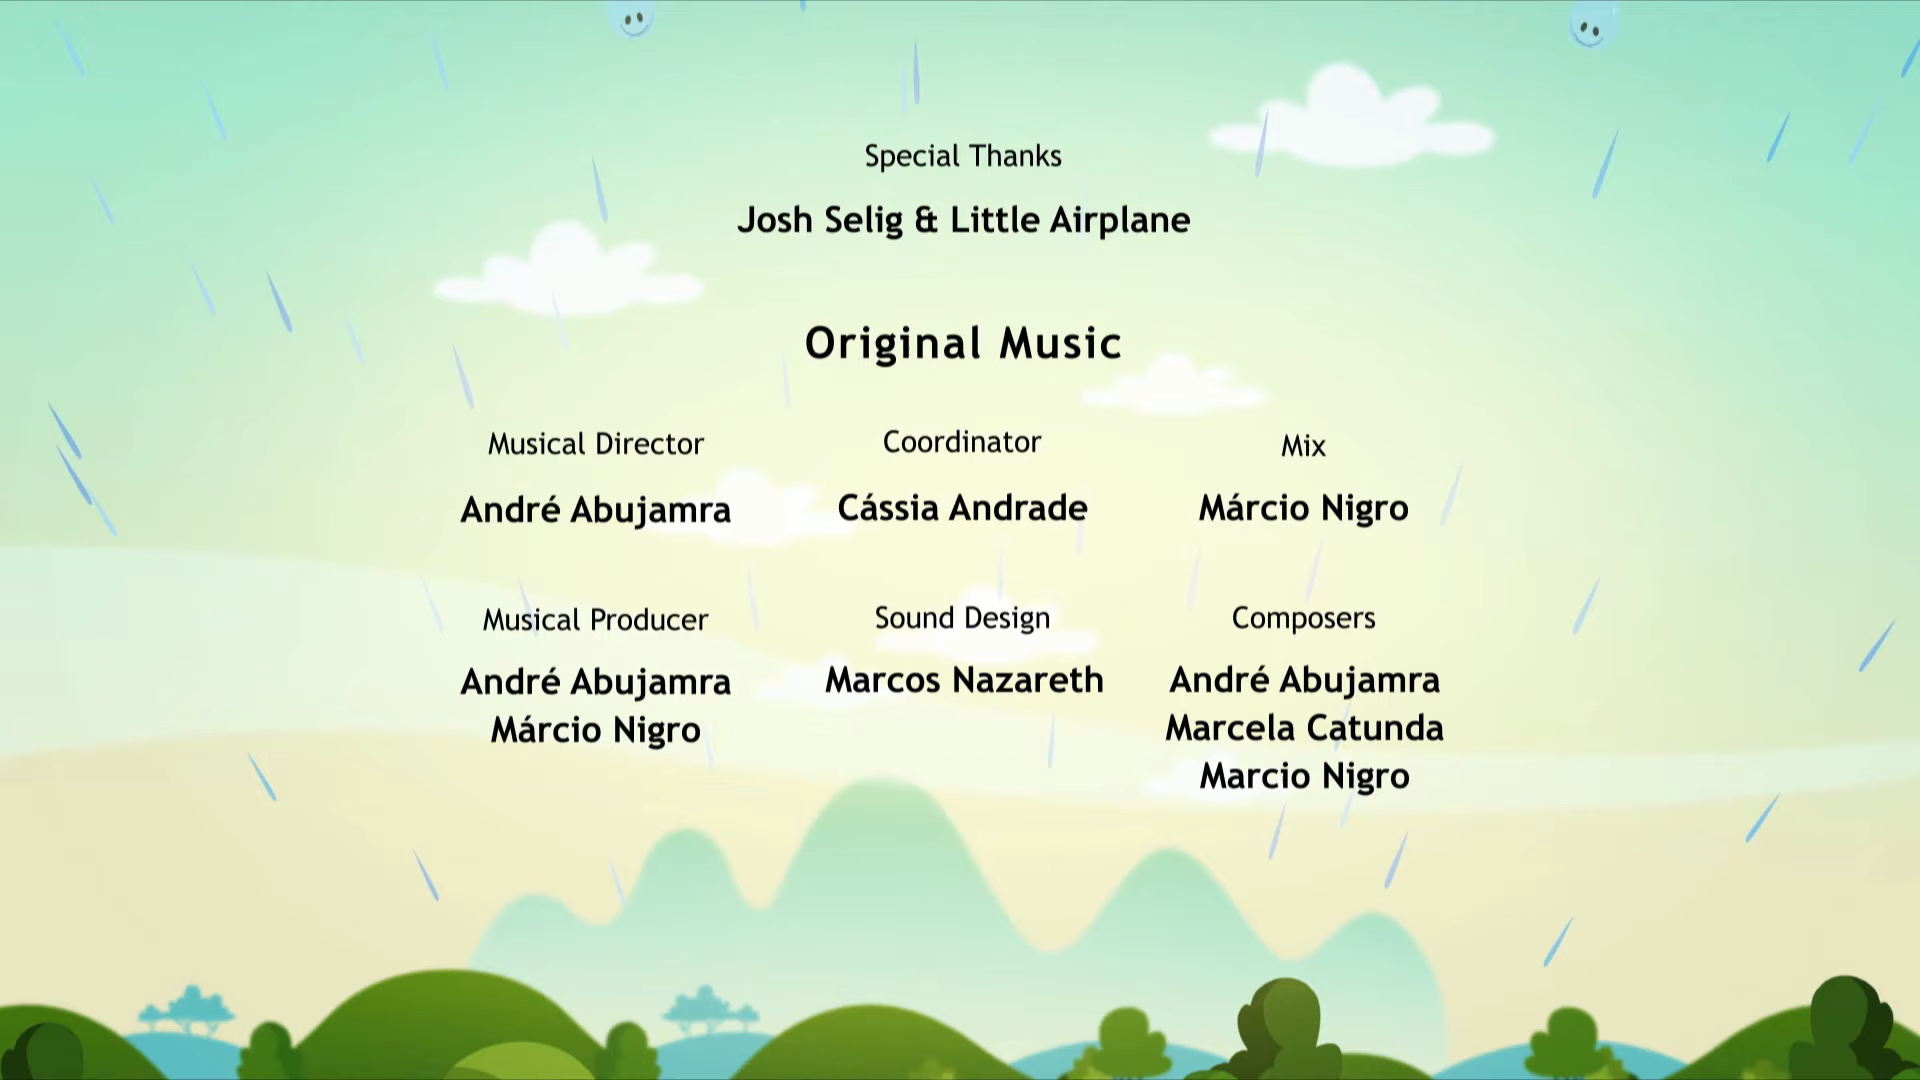 Special Thanks
Josh Selig & Little Airplane
Original Music
Musical Director
André Abujamra
Coordinator
Cássia Andrade
Mix
Márcio Nigro
Musical Producer
André Abujamra
Márcio Nigro
Sound Design
Marcos Nazareth
Composers
André Abujamra
Marcela Catunda
Marcio Nigro